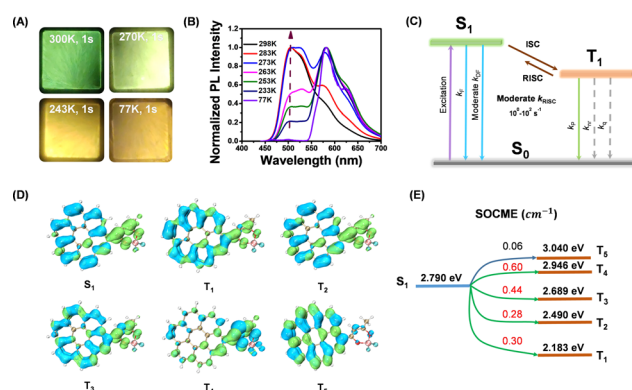 (A)
300K, 1s
270K, 1s
243K, 1s
77K, 1s
(B)
Normalized PL Intensity
1.0
0.8
0.6
0.4
0.2
0.0
298K
283K
273K
263K
253K
233K
77K
400 450 500 550 600 650 700
Wavelength (nm)
(C)
S1
ISC
RISC
T1
Excitation
kF
Moderate kDF
Moderate kRISC
10^0-10^2 s^-1
kP
knr
kq
S0
(D)
S1
T1
T2
T3
T4
T5
(E)
SOCME (cm^-1)
S1
2.790 eV
0.06
3.040 eV
T5
0.60
2.946 eV
T4
0.44
2.689 eV
T3
0.28
2.490 eV
T2
0.30
2.183 eV
T1